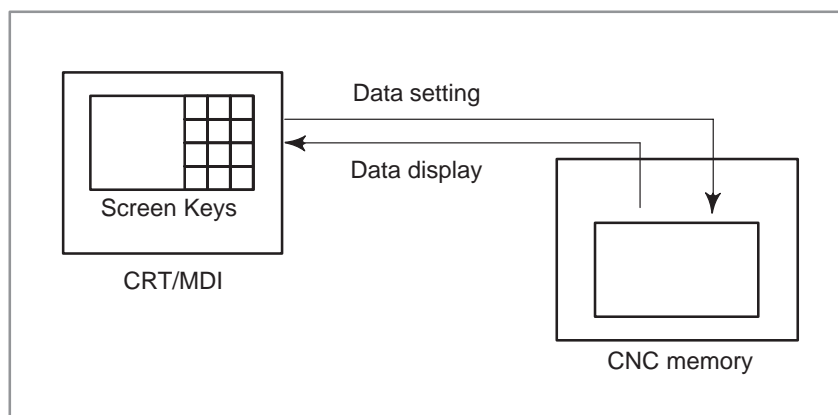 Data setting
Data display
Screen Keys
CRT/MDI
CNC memory